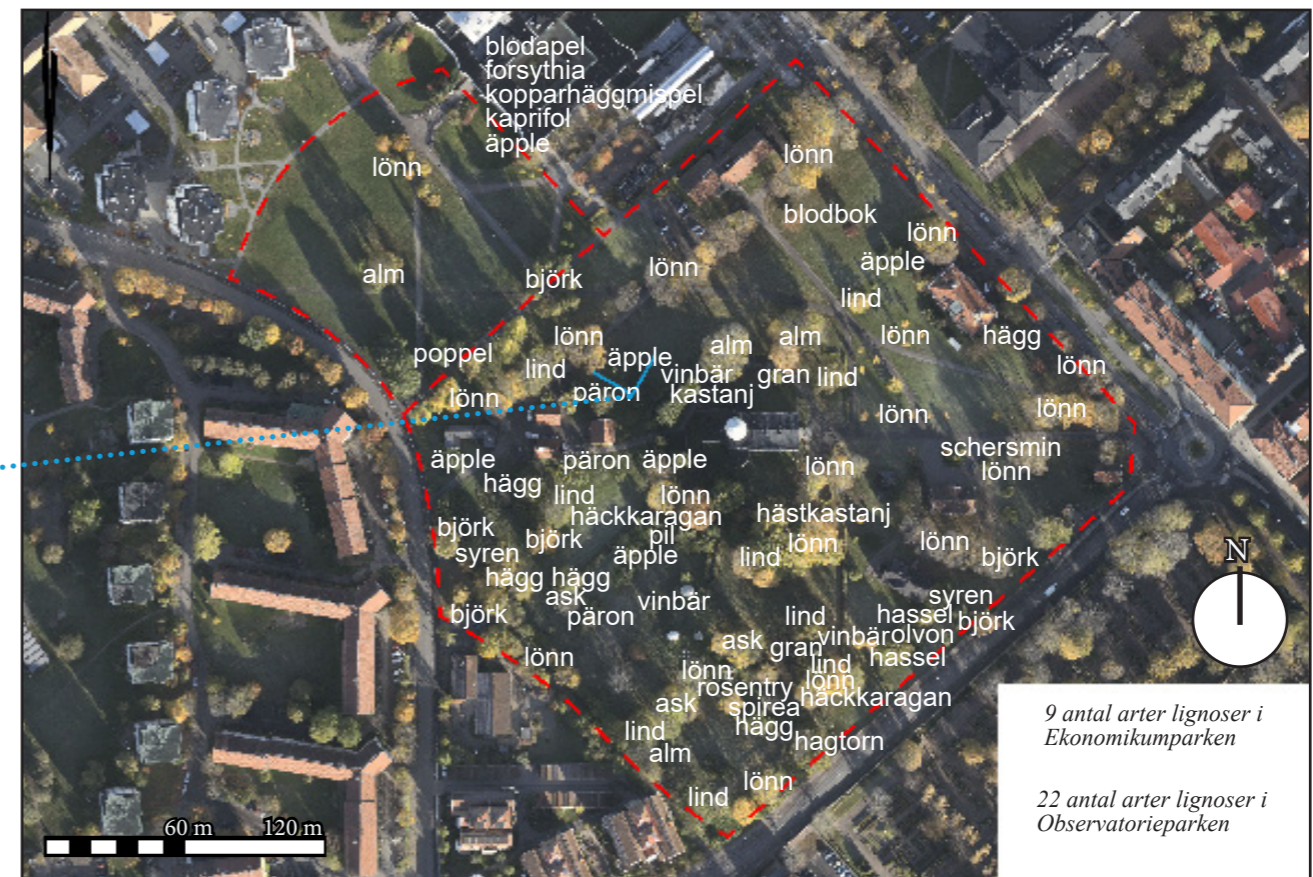 blodapel
forsythia
kopparhäggmispel
kaprifol
äpple
lönn
lönn
blodbok
lönn
äpple
lönn
alm
björk
lind
lönn
alm
alm
lönn
hägg
poppel
lind
äpple
vinbär
gran
lind
lönn
lönn
päron
kastanj
lönn
lönn
schersmin
lönn
äpple
päron
äpple
lönn
hägg
lind
lönn
häckkaragan
hästkastanj
björk
björk
pil
lönn
lönn
syren
äpple
lind
björk
hägg
hägg
ask
vinbär
syren
björk
päron
lind
hassel
björk
ask
gran
vinbär
olvon
lönn
lönn
lind
hassel
rosentry
lönn
häckkaragan
ask
spirea
lind
hägg
hagtorn
alm
lönn
lind
N
9 antal arter lignoser i
Ekonomikumparken
22 antal arter lignoser i
Observatorieparken
60 m
120 m